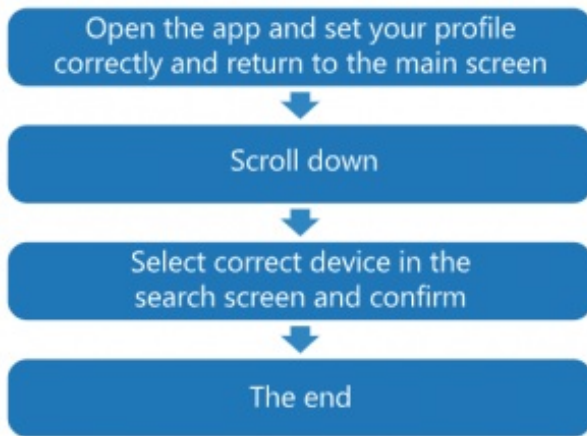 Open the app and set your profile
correctly and return to the main screen
Scroll down
Select correct device in the
search screen and confirm
The end